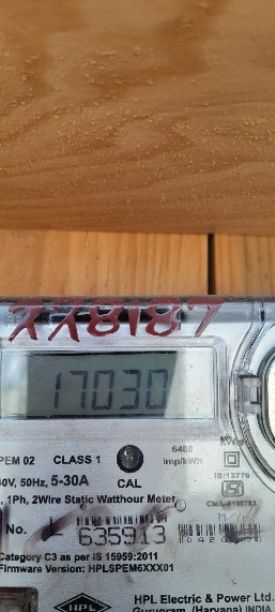 XX8187
17030
PEM 02 CLASS 1 6400 imp/kWh
40V, 50Hz, 5-30A CAL IS:13779
, 1Ph, 2Wire Static Watthour Meter
No. 635913
Category C3 as per IS 15959:2011
Firmware Version: HPLSPEM6XXX01
HPL HPL Electric & Power Ltd.
Gurugram, (Haryana) INDIA